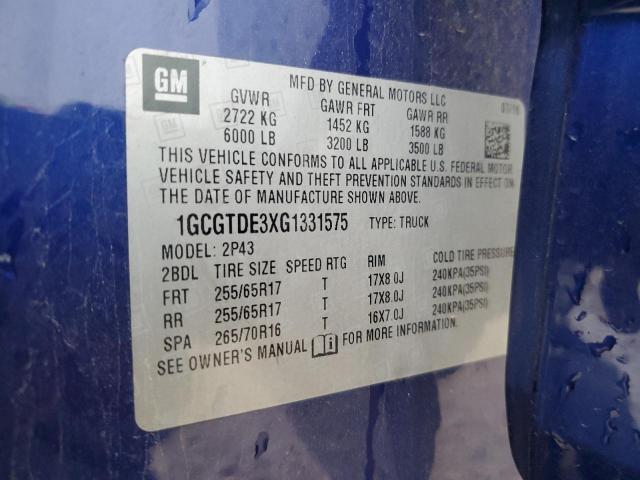 GM
MFD BY GENERAL MOTORS LLC
GVWR GAWR FRT GAWR RR
2722 KG 1452 KG 1588 KG
6000 LB 3200 LB 3500 LB
THIS VEHICLE CONFORMS TO ALL APPLICABLE U.S. FEDERAL MOTOR
VEHICLE SAFETY AND THEFT PREVENTION STANDARDS IN EFFECT ON
THE DATE OF MANUFACTURE SHOWN ABOVE.
1GCGTDE3XG1331575 TYPE: TRUCK
MODEL: 2P43
2BDL TIRE SIZE SPEED RTG RIM COLD TIRE PRESSURE
FRT 255/65R17 T 17X8.0J 240KPA(35PSI)
RR 255/65R17 T 17X8.0J 240KPA(35PSI)
SPA 265/70R16 T 16X7.0J 240KPA(35PSI)
SEE OWNER'S MANUAL FOR MORE INFORMATION.